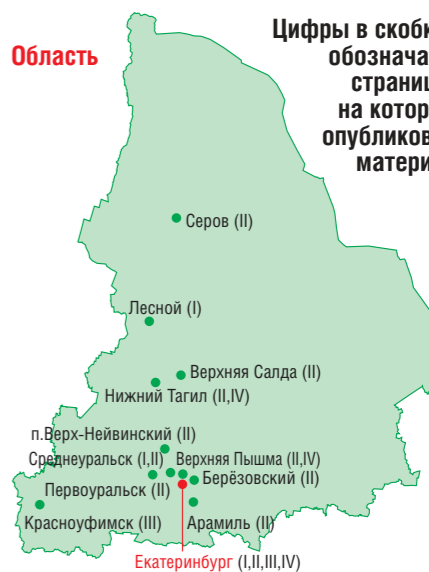 Область
Цифры в скобк
обознача
страниц
на котор
опубликов
матери
Серов (II)
Лесной (I)
Верхняя Салда (II)
Нижний Тагил (II,IV)
п.Верх-Нейвинский (II)
Среднеуральск (I,II) Верхняя Пышма (II,IV)
Берёзовский (II)
Первоуральск (II)
Красноуфимск (III) Арамиль (II)
Екатеринбург (I,II,III,IV)